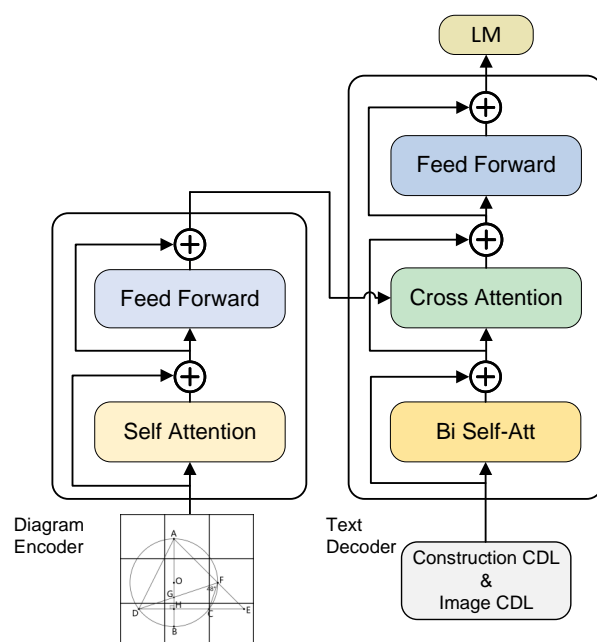 LM
Feed Forward
Cross Attention
Bi Self-Att
Text
Decoder
Construction CDL
&
Image CDL
Feed Forward
Self Attention
Diagram
Encoder
A
O
F
G
48°
H
D
C
E
B